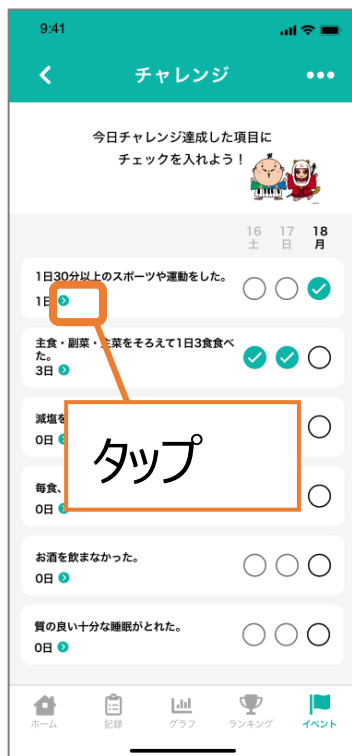 9:41
チャレンジ
今日チャレンジ達成した項目に
チェックを入れよう！
16 17 18
土 日 月
1日30分以上のスポーツや運動をした。
1日
主食・副菜・主菜をそろえて1日3食食べ
た。
3日
減塩を
0日
タップ
毎食、
0日
お酒を飲まなかった。
0日
質の良い十分な睡眠がとれた。
0日
ホーム 記録 グラフ ランキング イベント